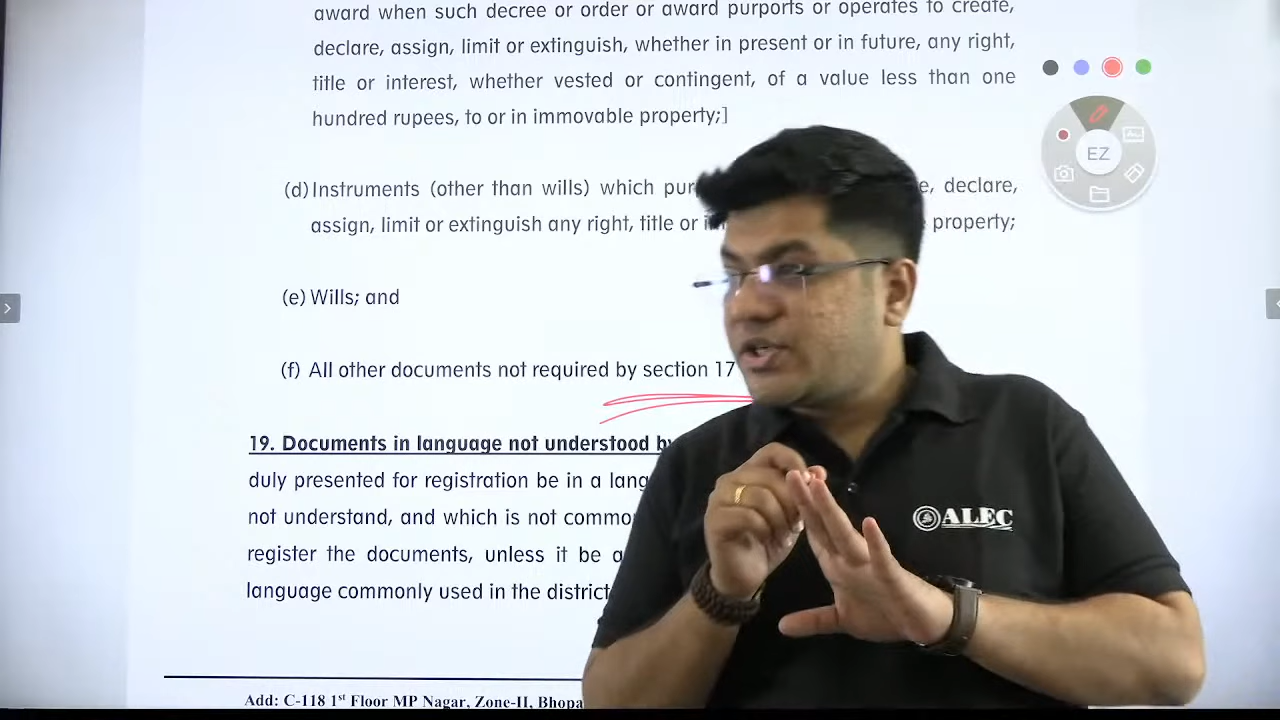 award when such decree or order or award purports or operates to create,
declare, assign, limit or extinguish, whether in present or in future, any right,
title or interest, whether vested or contingent, of a value less than one
hundred rupees, to or in immovable property;]
(d) Instruments (other than wills) which declare,
assign, limit or extinguish any right, title or property;
(e) Wills; and
(f) All other documents not required by section 17
19. Documents in language not understood by
duly presented for registration be in a
not understand, and which is not
register the documents, unless it be
language commonly used in the district
Add: C-118 1st Floor MP Nagar, Zone-II,
EZ
ALEC